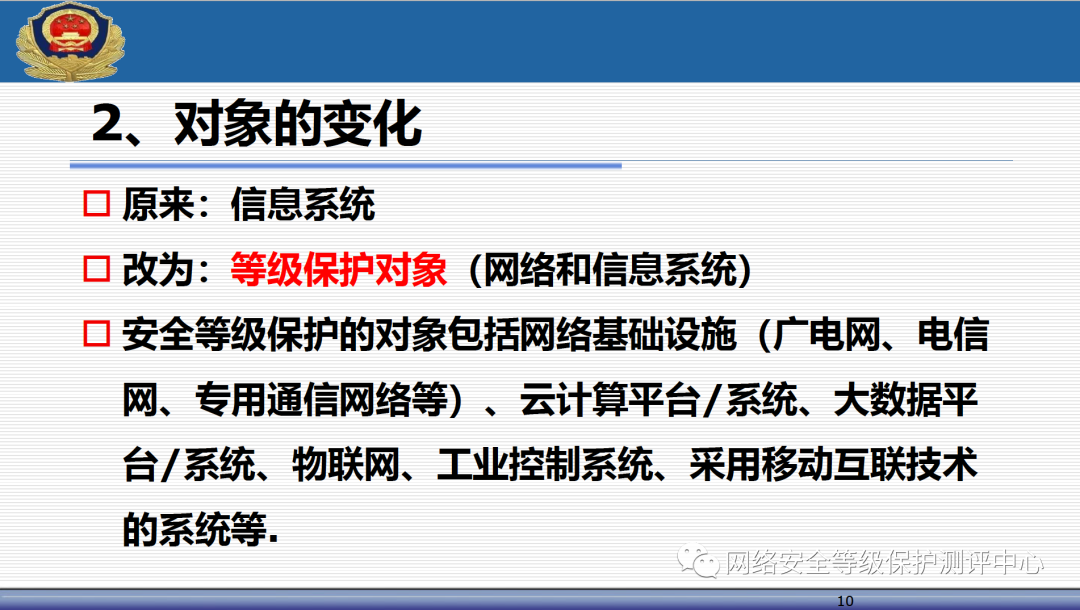 2、对象的变化
原来：信息系统
改为：等级保护对象（网络和信息系统）
安全等级保护的对象包括网络基础设施（广电网、电信
网、专用通信网络等）、云计算平台/系统、大数据平
台/系统、物联网、工业控制系统、采用移动互联技术
的系统等.
网络安全等级保护测评中心
10